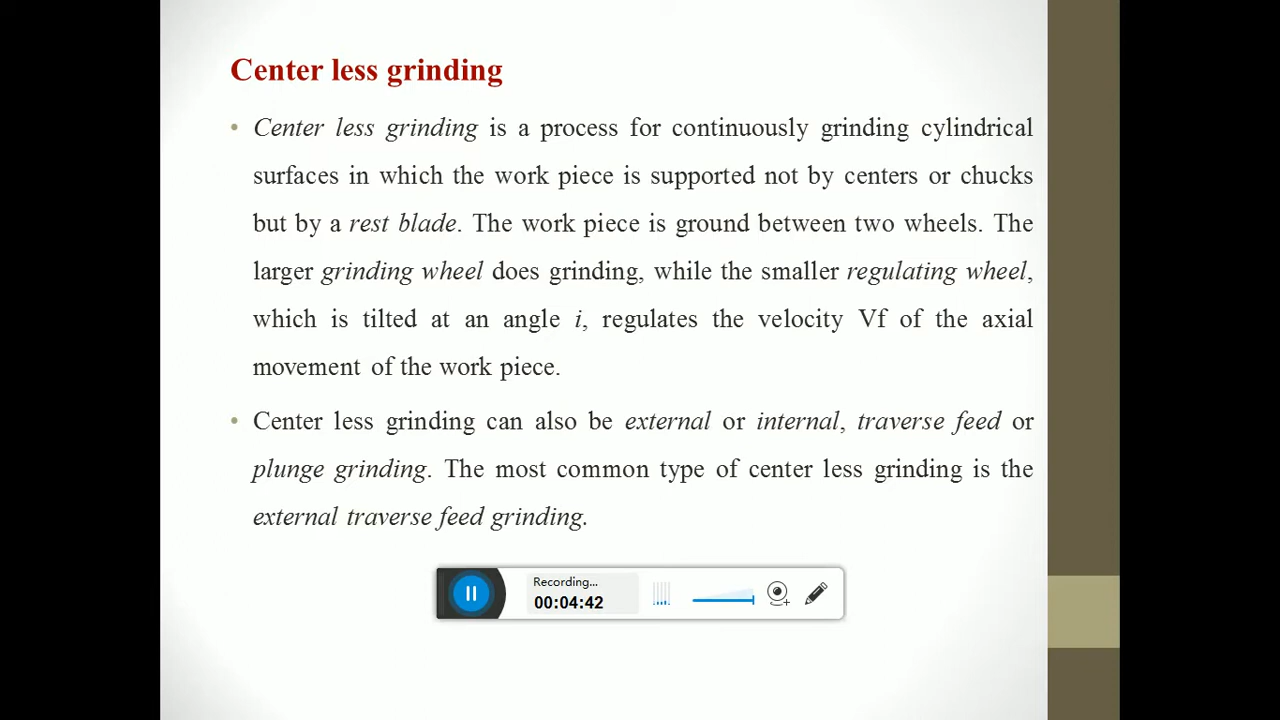 Center less grinding
• Center less grinding is a process for continuously grinding cylindrical
surfaces in which the work piece is supported not by centers or chucks
but by a rest blade. The work piece is ground between two wheels. The
larger grinding wheel does grinding, while the smaller regulating wheel,
which is tilted at an angle i, regulates the velocity Vf of the axial
movement of the work piece.
• Center less grinding can also be external or internal, traverse feed or
plunge grinding. The most common type of center less grinding is the
external traverse feed grinding.
Recording...
00:04:42